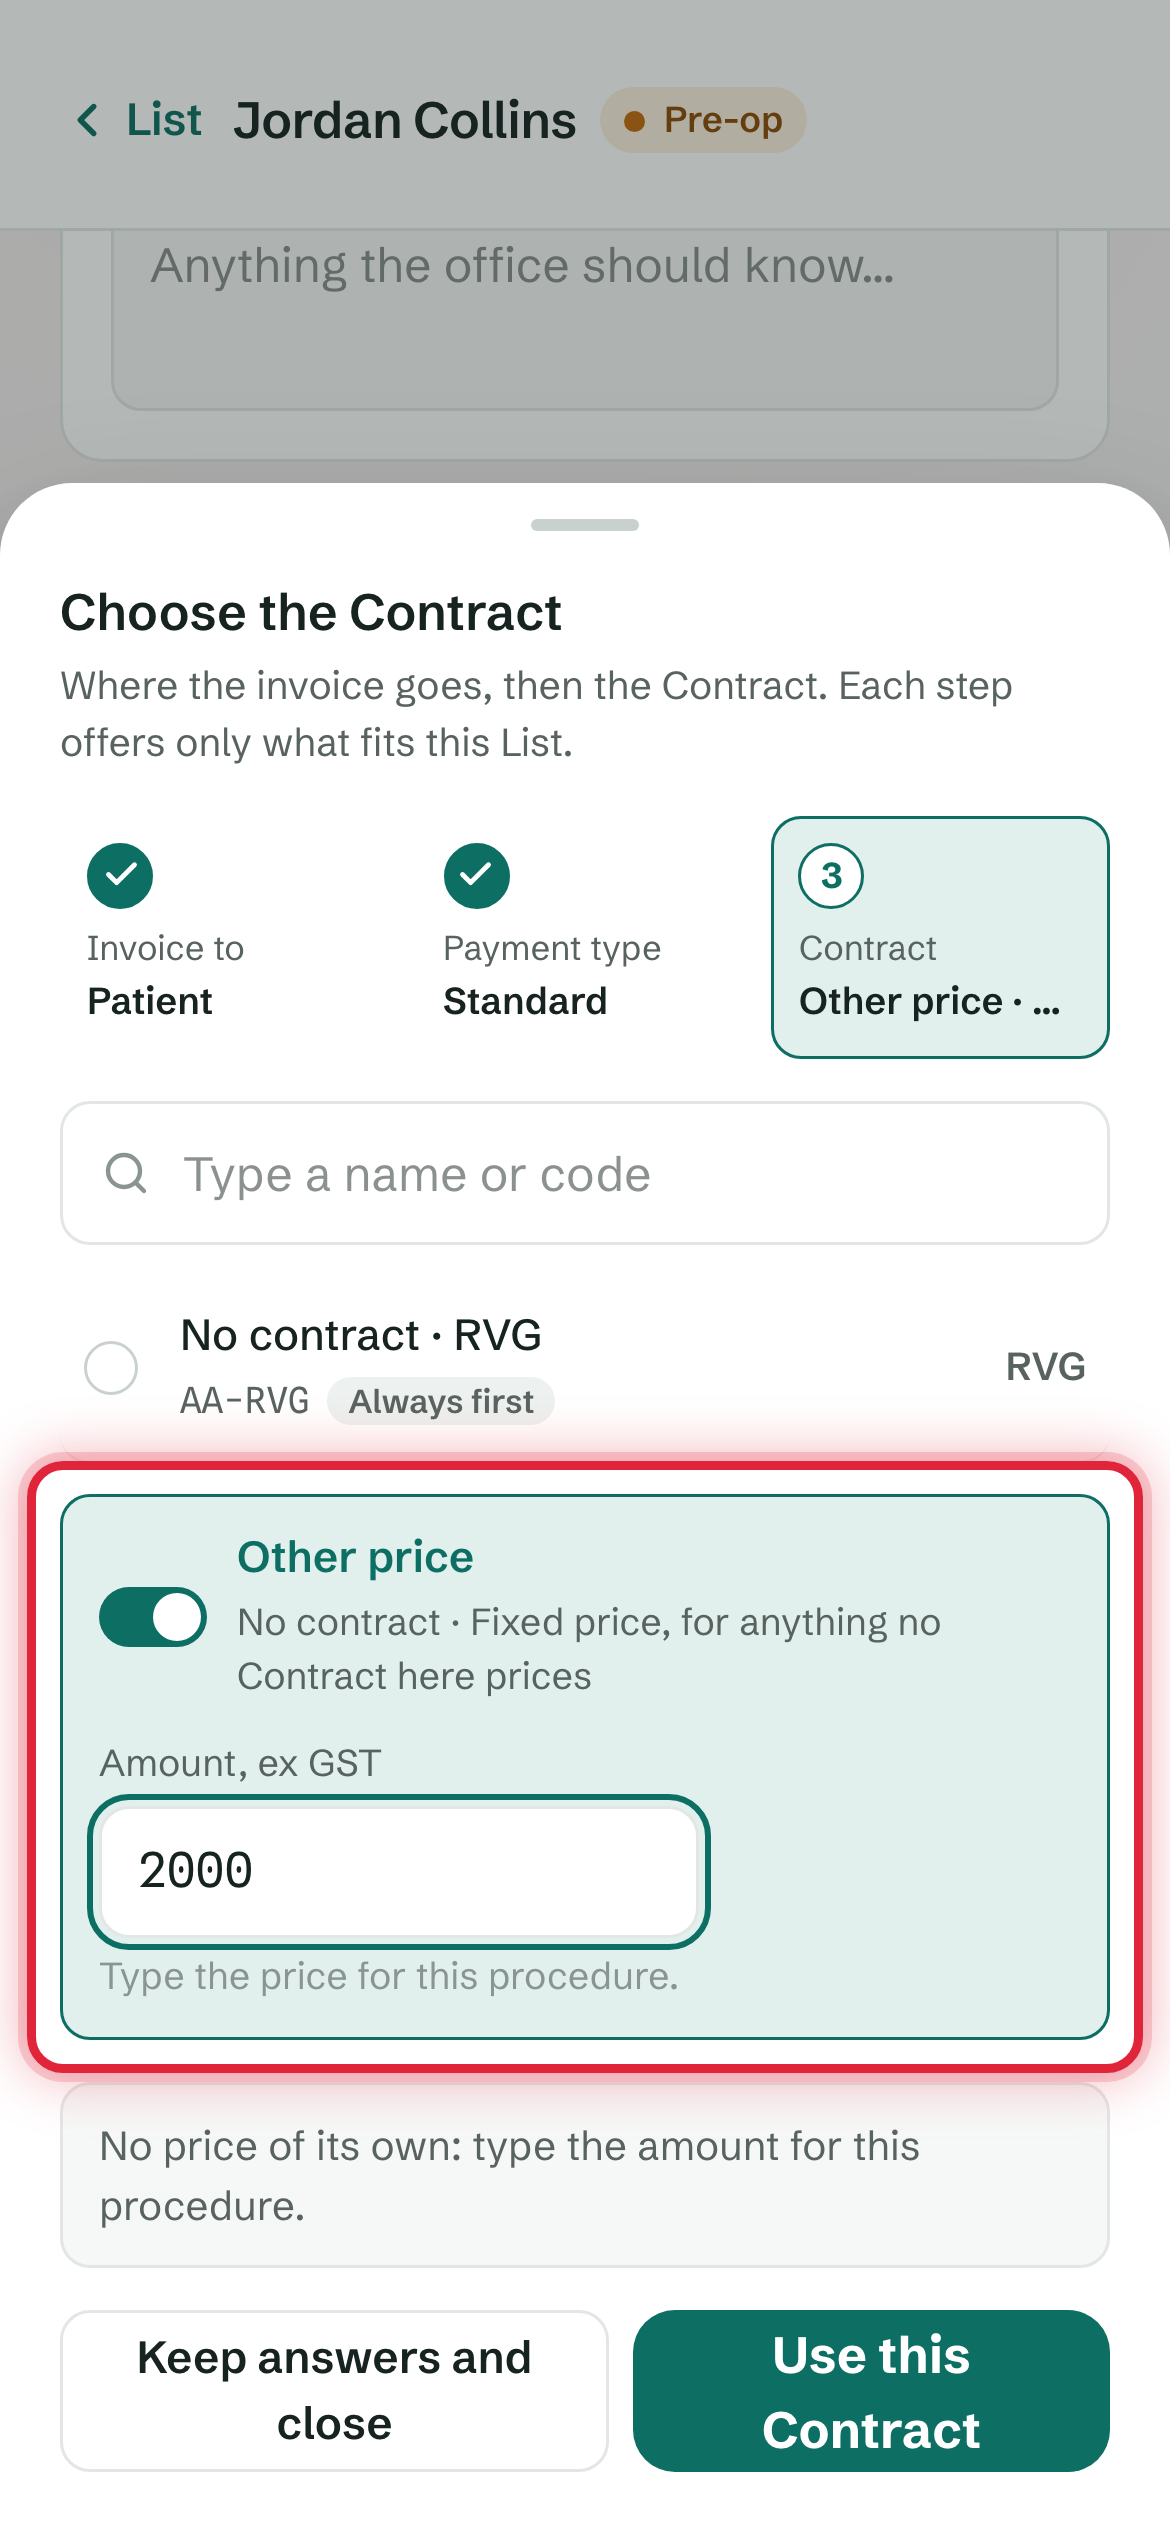 List Jordan Collins Pre-op
Anything the office should know...
Choose the Contract
Where the invoice goes, then the Contract. Each step
offers only what fits this List.
Invoice to
Patient
Payment type
Standard
3
Contract
Other price · ...
Type a name or code
No contract · RVG
AA-RVG Always first
RVG
Other price
No contract · Fixed price, for anything no
Contract here prices
Amount, ex GST
2000
Type the price for this procedure.
No price of its own: type the amount for this
procedure.
Keep answers and
close
Use this
Contract